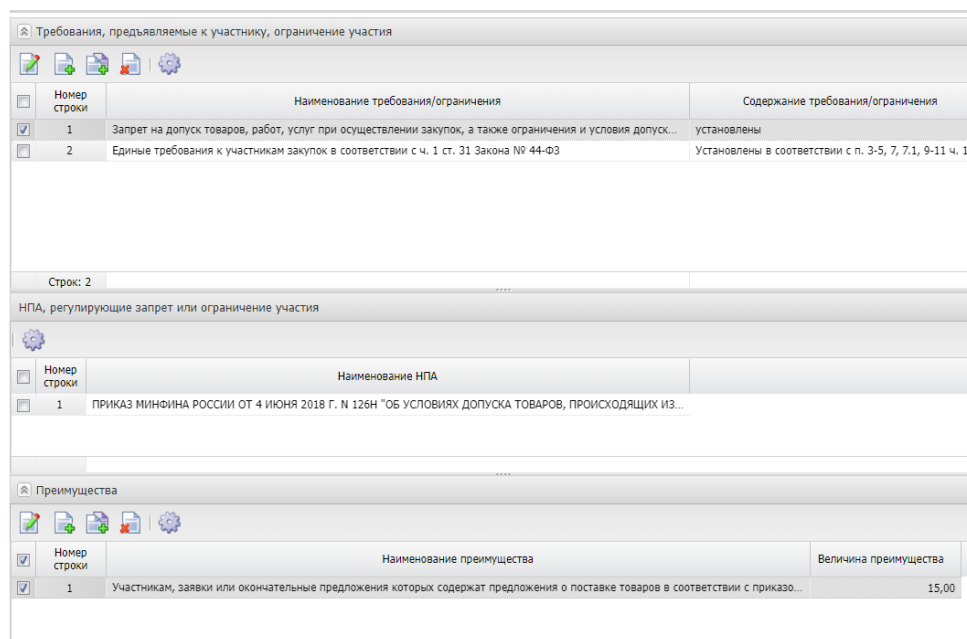 Требования, предъявляемые к участнику, ограничение участия
Номер строки Наименование требования/ограничения Содержание требования/ограничения
1 Запрет на допуск товаров, работ, услуг при осуществлении закупок, а также ограничения и условия допуск... установлены
2 Единые требования к участникам закупок в соответствии с ч. 1 ст. 31 Закона № 44-ФЗ Установлены в соответствии с п. 3-5, 7, 7.1, 9-11 ч. 1
Строк: 2
НПА, регулирующие запрет или ограничение участия
Номер строки Наименование НПА
1 ПРИКАЗ МИНФИНА РОССИИ ОТ 4 ИЮНЯ 2018 Г. N 126Н "ОБ УСЛОВИЯХ ДОПУСКА ТОВАРОВ, ПРОИСХОДЯЩИХ ИЗ...
Преимущества
Номер строки Наименование преимущества Величина преимущества
1 Участникам, заявки или окончательные предложения которых содержат предложения о поставке товаров в соответствии с приказо... 15,00